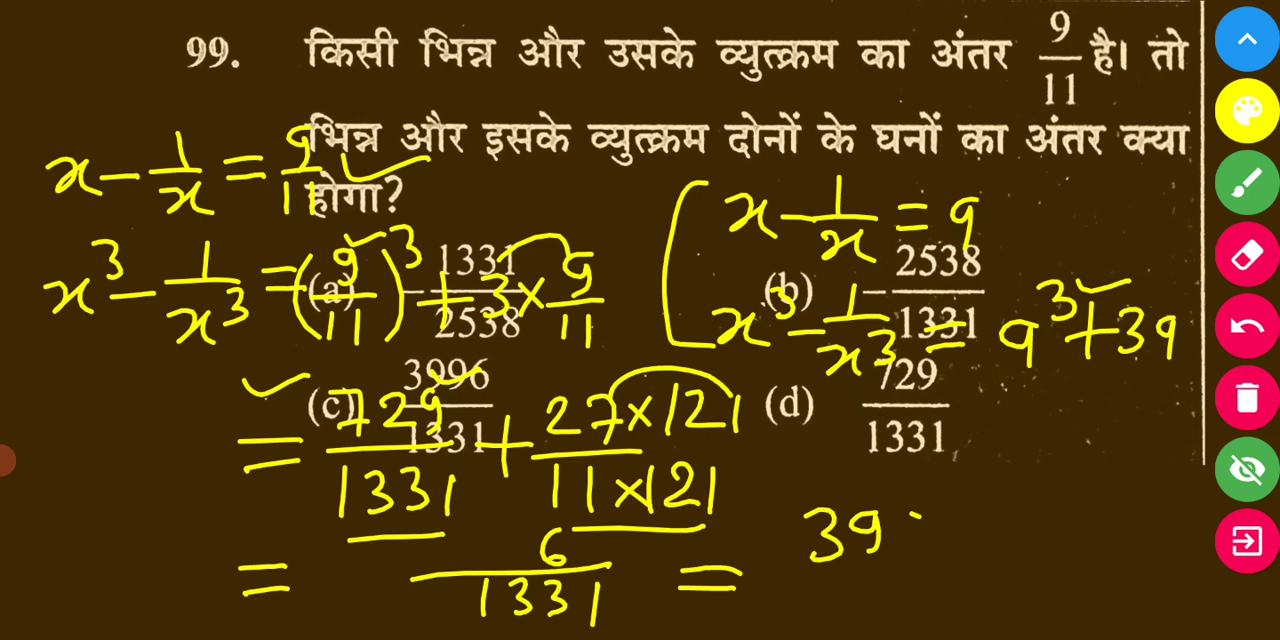 99. किसी भिन्न और उसके व्युत्क्रम का अंतर 9/11 है। तो
भिन्न और इसके व्युत्क्रम दोनों के घनों का अंतर क्या
होगा?
(a) -1331/2538 (b) -2538/1331
(c) 3996/1331 (d) 729/1331
x - 1/x = 9/11
x³ - 1/x³ = (9/11)³ + 3 × 9/11
= 729/1331 + 27×121/11×121
= 6/1331 = 39
x - 1/x = 9
x³ - 1/x³ = 9³ + 39